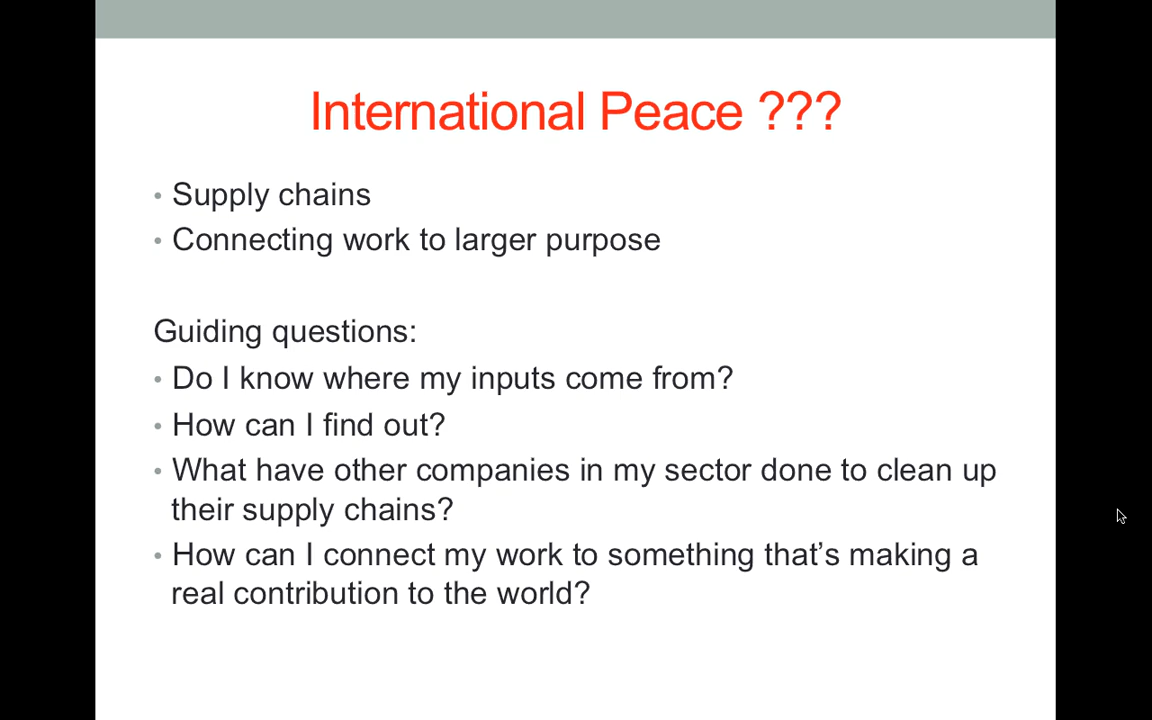 International Peace ???
• Supply chains
• Connecting work to larger purpose
Guiding questions:
• Do I know where my inputs come from?
• How can I find out?
• What have other companies in my sector done to clean up
their supply chains?
• How can I connect my work to something that’s making a
real contribution to the world?